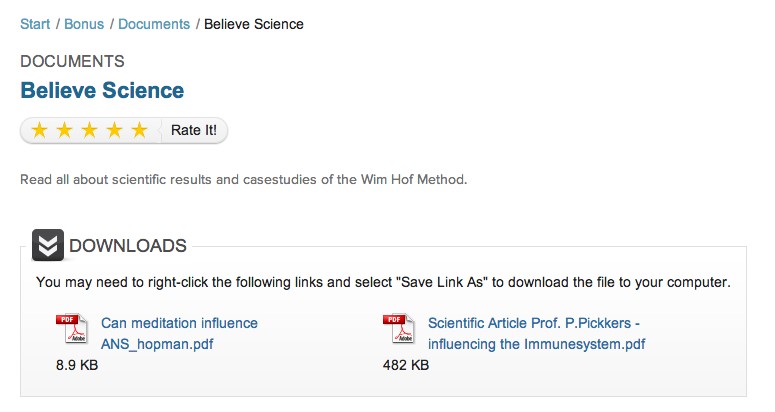 Start / Bonus / Documents / Believe Science
DOCUMENTS
Believe Science
Rate It!
Read all about scientific results and casestudies of the Wim Hof Method.
DOWNLOADS
You may need to right-click the following links and select "Save Link As" to download the file to your computer.
PDF
Adobe
Can meditation influence
ANS_hopman.pdf
8.9 KB
PDF
Adobe
Scientific Article Prof. P.Pickkers -
influencing the Immunesystem.pdf
482 KB